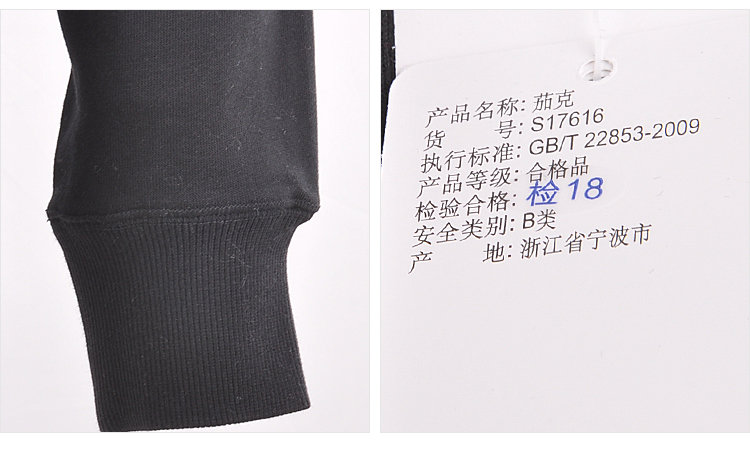 产品名称: 茄克
货 号: S17616
执行标准: GB/T 22853-2009
产品等级: 合格品
检验合格: 检18
安全类别: B类
产 地: 浙江省宁波市